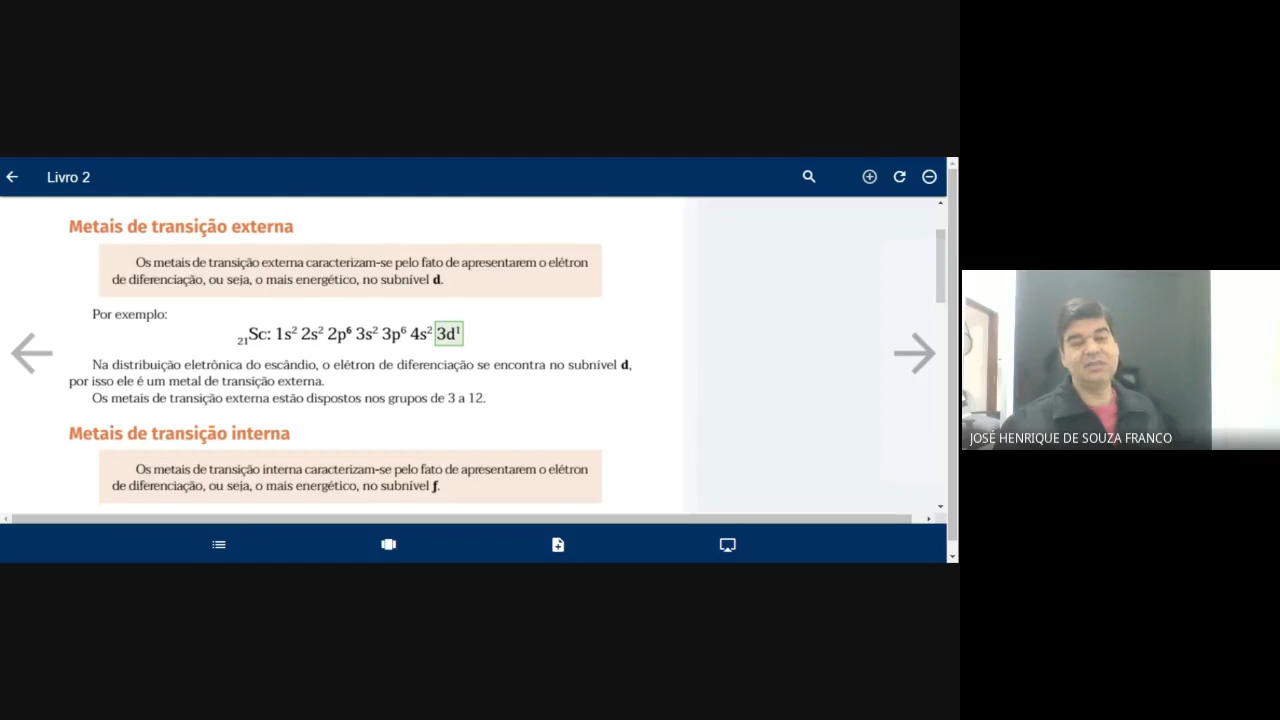 Livro 2
Metais de transição externa
Os metais de transição externa caracterizam-se pelo fato de apresentarem o elétron
de diferenciação, ou seja, o mais energético, no subnível d.
Por exemplo:
₂₁Sc: 1s² 2s² 2p⁶ 3s² 3p⁶ 4s² 3d¹
Na distribuição eletrônica do escândio, o elétron de diferenciação se encontra no subnível d,
por isso ele é um metal de transição externa.
Os metais de transição externa estão dispostos nos grupos de 3 a 12.
Metais de transição interna
Os metais de transição interna caracterizam-se pelo fato de apresentarem o elétron
de diferenciação, ou seja, o mais energético, no subnível f.
JOSÉ HENRIQUE DE SOUZA FRANCO